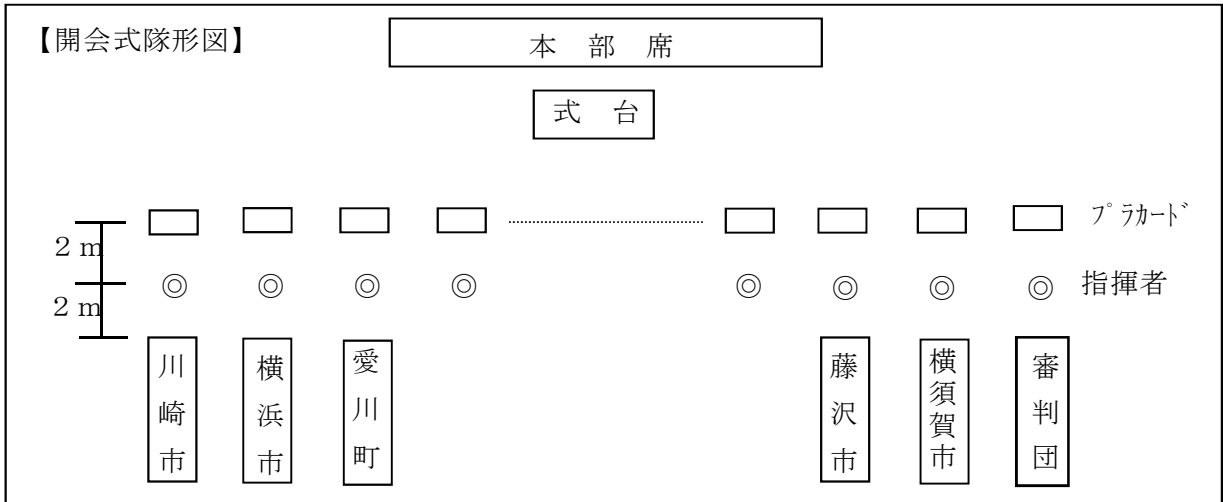 【開会式隊形図】
本 部 席
式 台
プラカード
2 m
◎ ◎ ◎ ◎ ◎ ◎ ◎ ◎ 指揮者
2 m
川崎市
横浜市
愛川町
藤沢市
横須賀市
審判団